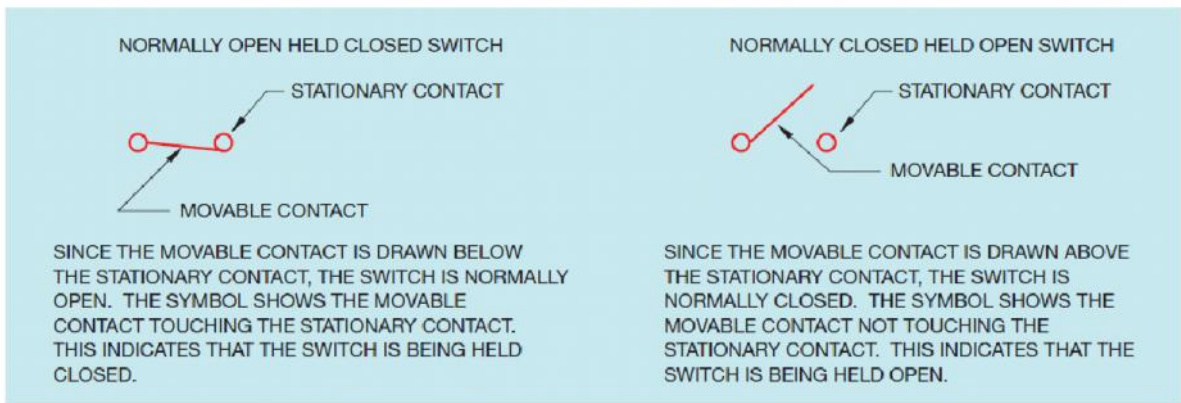 NORMALLY OPEN HELD CLOSED SWITCH
STATIONARY CONTACT
MOVABLE CONTACT
SINCE THE MOVABLE CONTACT IS DRAWN BELOW
THE STATIONARY CONTACT, THE SWITCH IS NORMALLY
OPEN. THE SYMBOL SHOWS THE MOVABLE
CONTACT TOUCHING THE STATIONARY CONTACT.
THIS INDICATES THAT THE SWITCH IS BEING HELD
CLOSED.
NORMALLY CLOSED HELD OPEN SWITCH
STATIONARY CONTACT
MOVABLE CONTACT
SINCE THE MOVABLE CONTACT IS DRAWN ABOVE
THE STATIONARY CONTACT, THE SWITCH IS
NORMALLY CLOSED. THE SYMBOL SHOWS THE
MOVABLE CONTACT NOT TOUCHING THE
STATIONARY CONTACT. THIS INDICATES THAT THE
SWITCH IS BEING HELD OPEN.